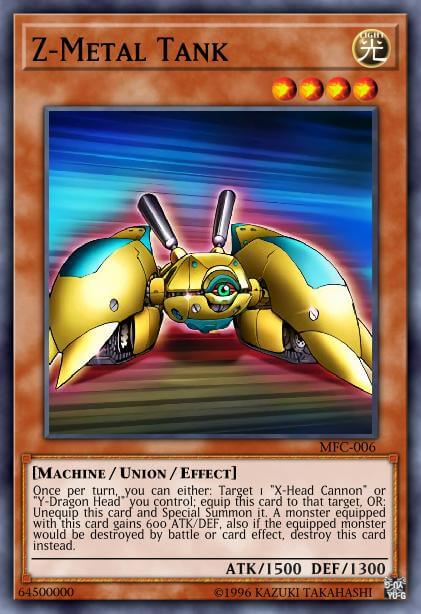 Z-Metal Tank
LIGHT
光
MFC-006
[Machine / Union / Effect]
Once per turn, you can either: Target 1 "X-Head Cannon" or
"Y-Dragon Head" you control; equip this card to that target, OR:
Unequip this card and Special Summon it. A monster equipped
with this card gains 600 ATK/DEF, also if the equipped monster
would be destroyed by battle or card effect, destroy this card
instead.
ATK/1500 DEF/1300
64500000
©1996 KAZUKI TAKAHASHI